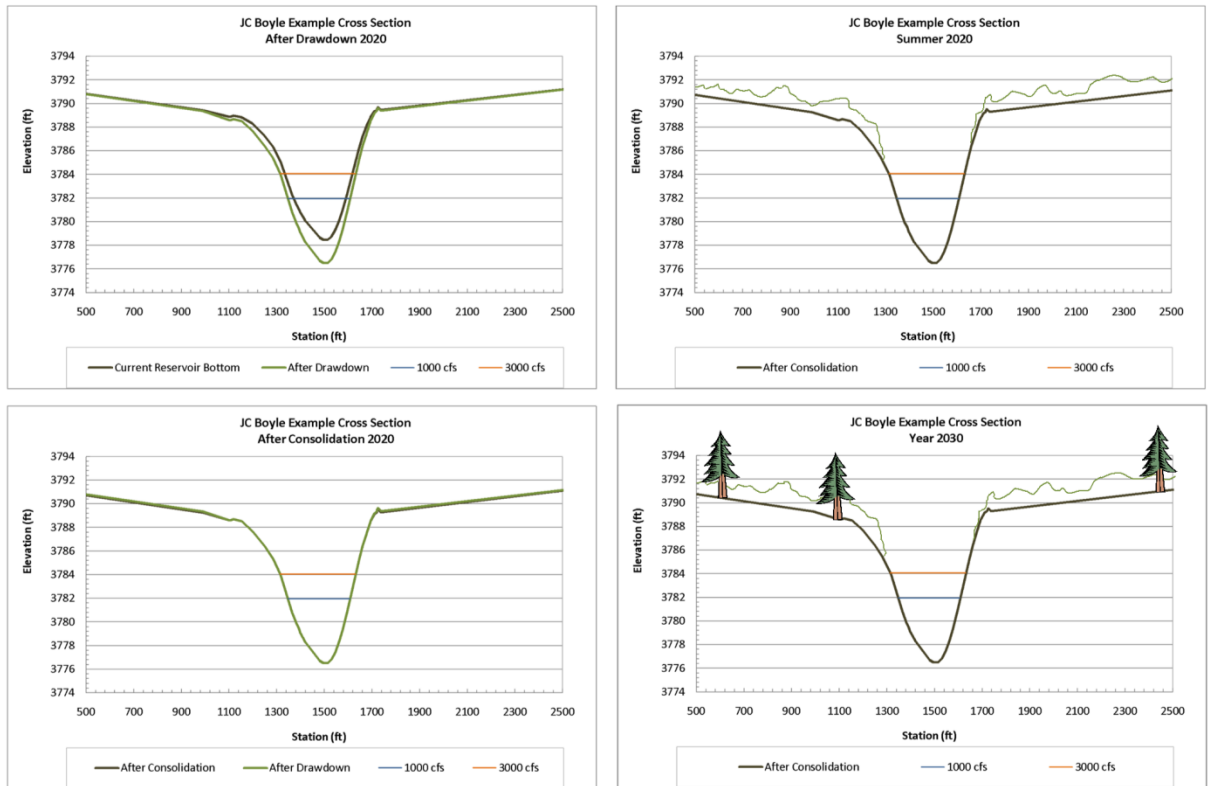 JC Boyle Example Cross Section
After Drawdown 2020
3794
3792
3790
3788
3786
3784
3782
3780
3778
3776
3774
Elevation (ft)
500 700 900 1100 1300 1500 1700 1900 2100 2300 2500
Station (ft)
Current Reservoir Bottom After Drawdown 1000 cfs 3000 cfs
JC Boyle Example Cross Section
Summer 2020
3794
3792
3790
3788
3786
3784
3782
3780
3778
3776
3774
Elevation (ft)
500 700 900 1100 1300 1500 1700 1900 2100 2300 2500
Station (ft)
After Consolidation 1000 cfs 3000 cfs
JC Boyle Example Cross Section
After Consolidation 2020
3794
3792
3790
3788
3786
3784
3782
3780
3778
3776
3774
Elevation (ft)
500 700 900 1100 1300 1500 1700 1900 2100 2300 2500
Station (ft)
After Consolidation After Drawdown 1000 cfs 3000 cfs
JC Boyle Example Cross Section
Year 2030
3794
3792
3790
3788
3786
3784
3782
3780
3778
3776
3774
Elevation (ft)
500 700 900 1100 1300 1500 1700 1900 2100 2300 2500
Station (ft)
After Consolidation 1000 cfs 3000 cfs